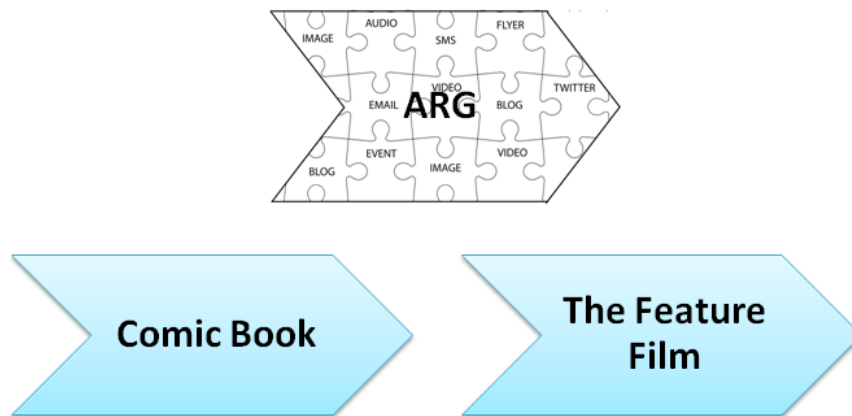 AUDIO
FLYER
IMAGE
SMS
VIDEO
TWITTER
EMAIL
ARG
BLOG
EVENT
VIDEO
BLOG
IMAGE
Comic Book
The Feature
Film